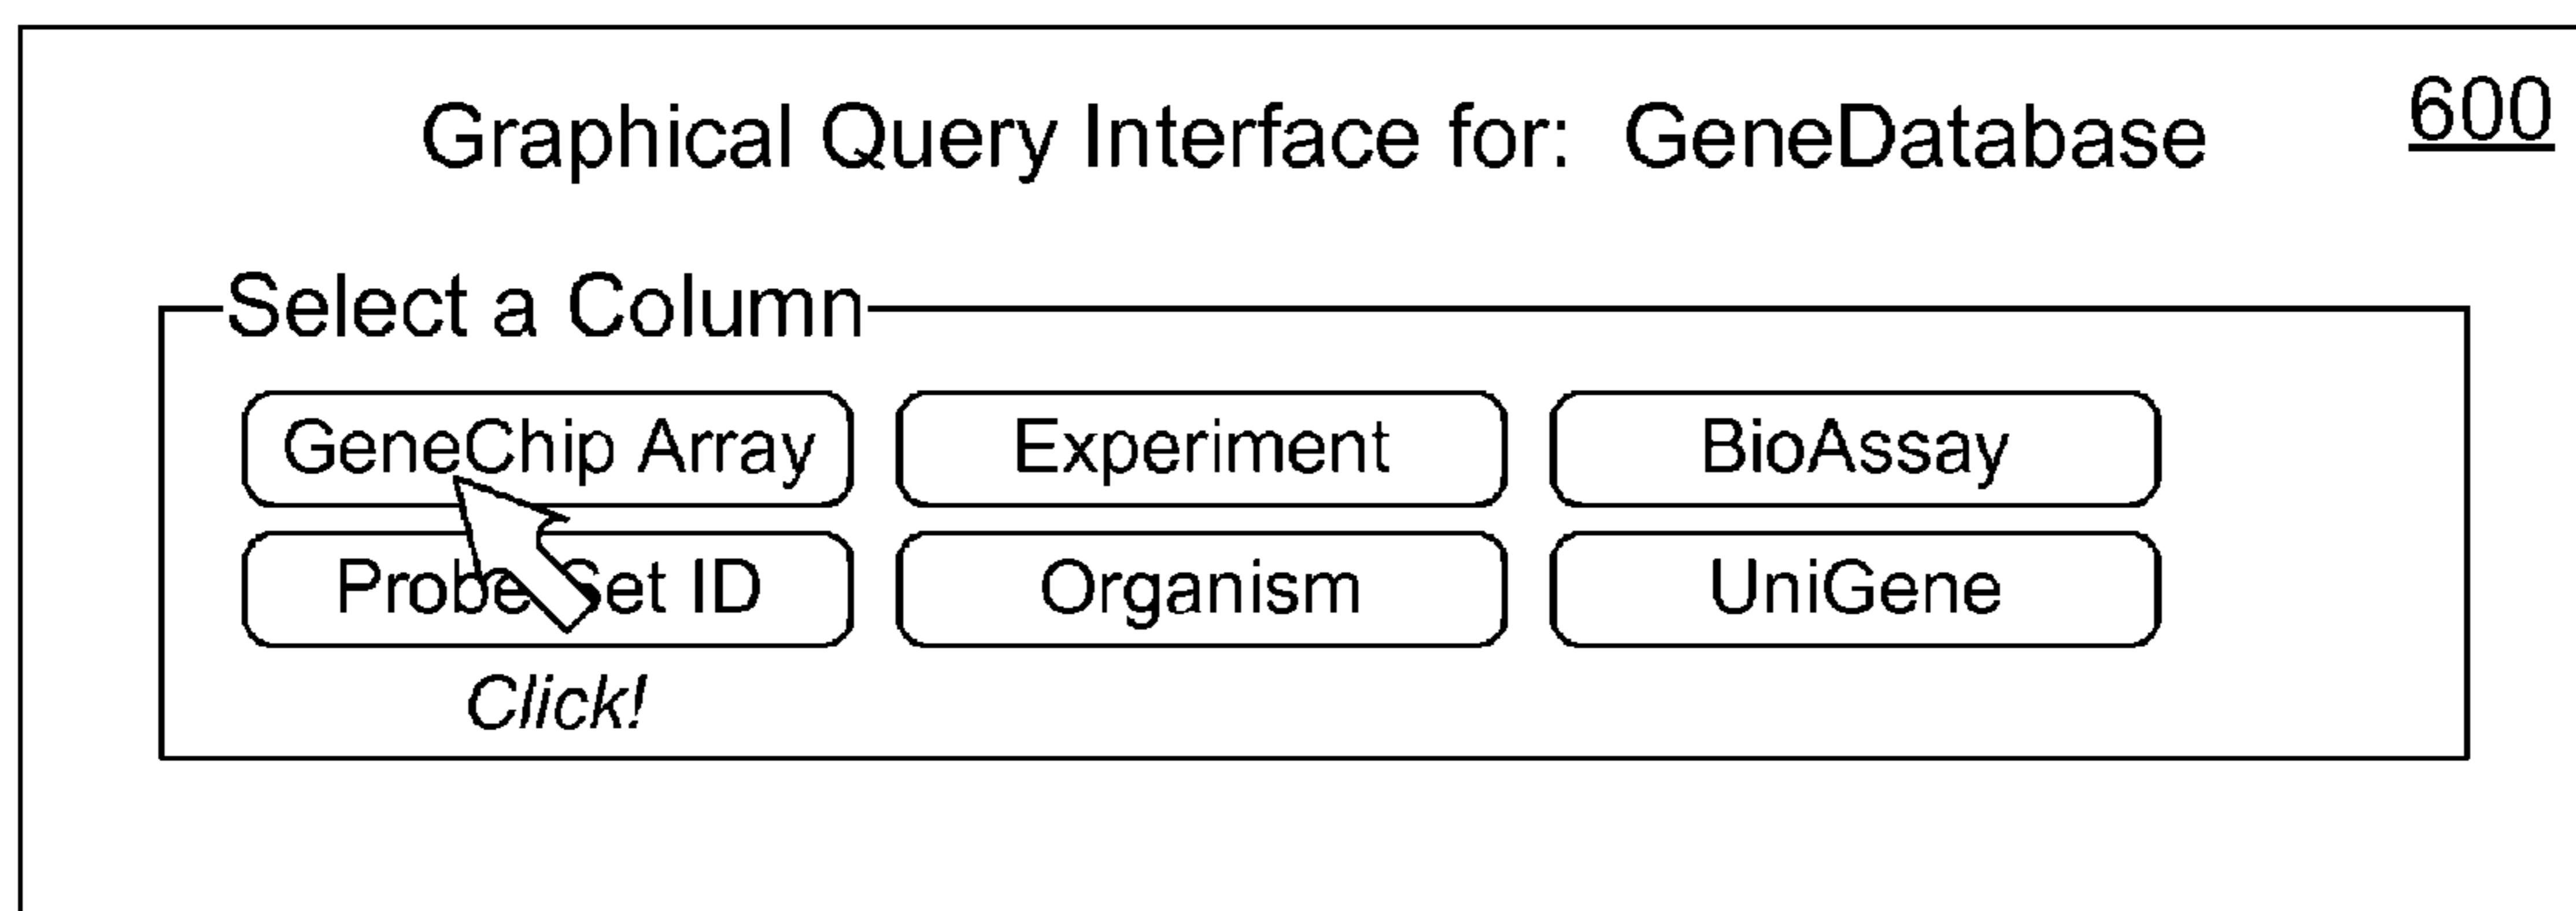 Graphical Query Interface for: GeneDatabase 600
Select a Column
GeneChip Array Experiment BioAssay
Probe Set ID Organism UniGene
Click!